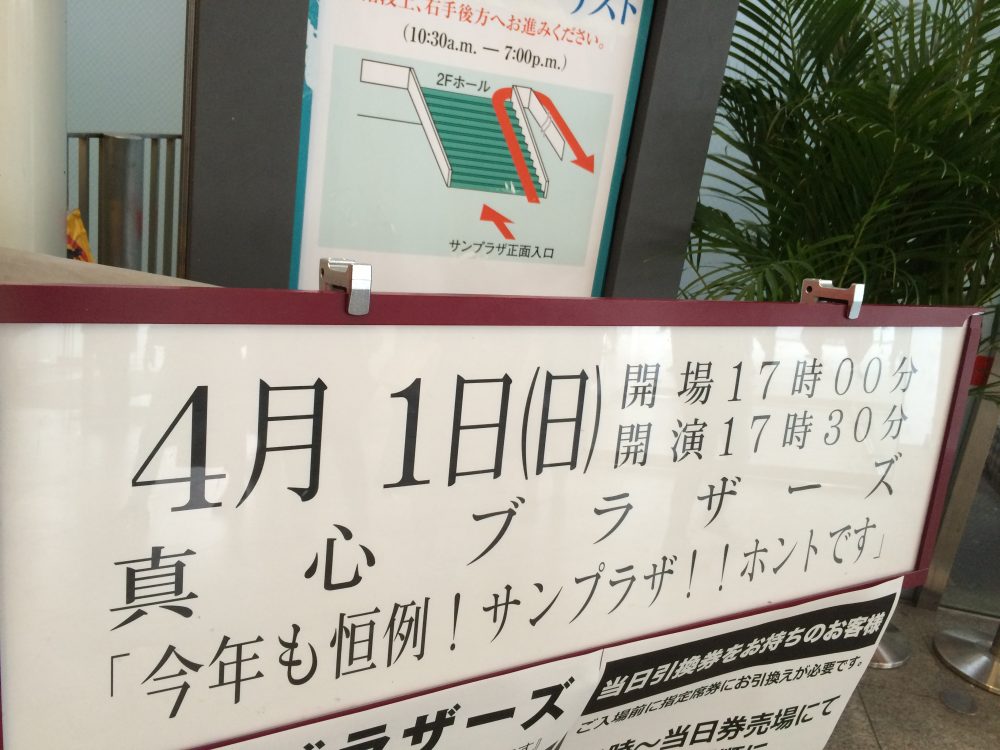 スト
階段上、右手後方へお進みください。
(10:30a.m. — 7:00p.m.)
2Fホール
サンプラザ正面入口
4月1日(日)
開場17時00分
開演17時30分
真心ブラザーズ
「今年も恒例！サンプラザ！！ホントです」
ブラザーズ
当日引換券をお持ちのお客様
ご入場前に指定席券にお引換えが必要です。
時〜当日券売場にて